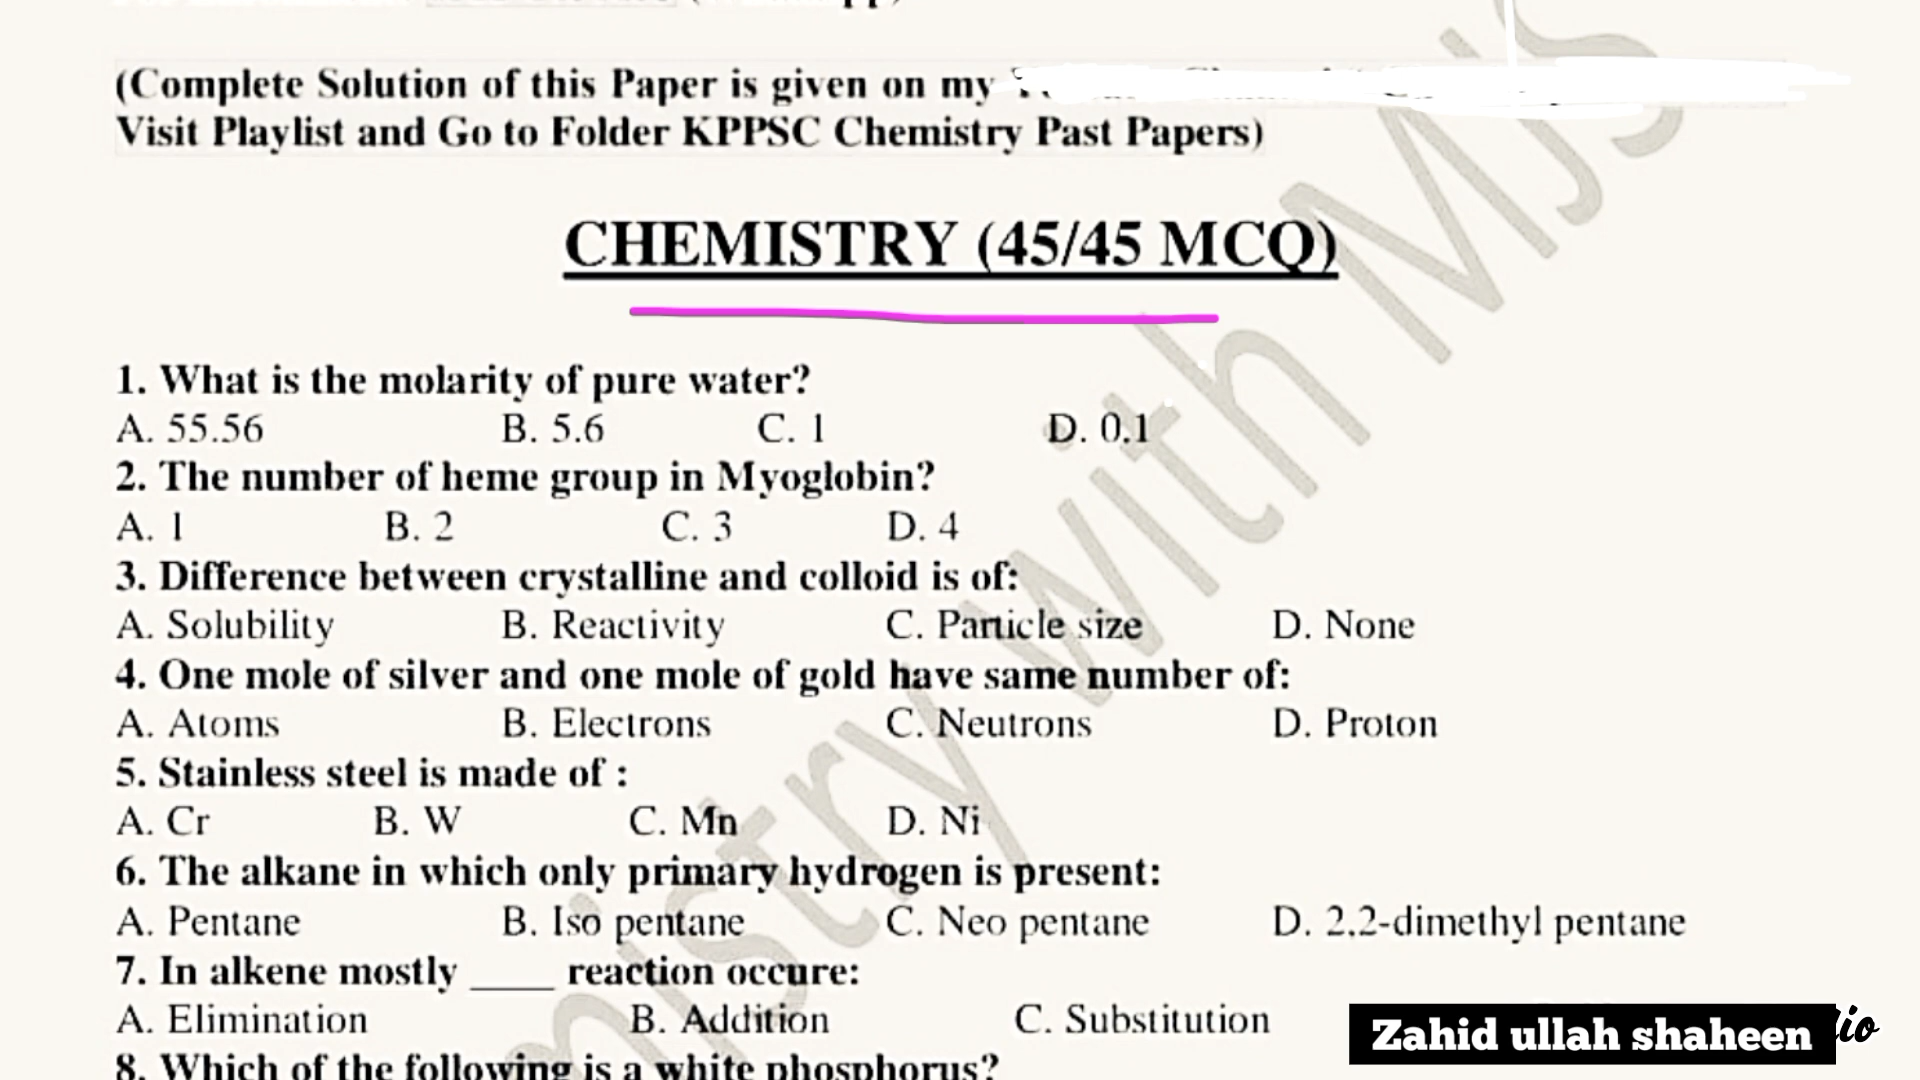 (Complete Solution of this Paper is given on my
Visit Playlist and Go to Folder KPPSC Chemistry Past Papers)
CHEMISTRY (45/45 MCQ)
1. What is the molarity of pure water?
A. 55.56 B. 5.6 C. 1 D. 0.1
2. The number of heme group in Myoglobin?
A. 1 B. 2 C. 3 D. 4
3. Difference between crystalline and colloid is of:
A. Solubility B. Reactivity C. Particle size D. None
4. One mole of silver and one mole of gold have same number of:
A. Atoms B. Electrons C. Neutrons D. Proton
5. Stainless steel is made of :
A. Cr B. W C. Mn D. Ni
6. The alkane in which only primary hydrogen is present:
A. Pentane B. Iso pentane C. Neo pentane D. 2,2-dimethyl pentane
7. In alkene mostly ____ reaction occure:
A. Elimination B. Addition C. Substitution
8. Which of the following is a white phosphorus?
Zahid ullah shaheen
with MJS